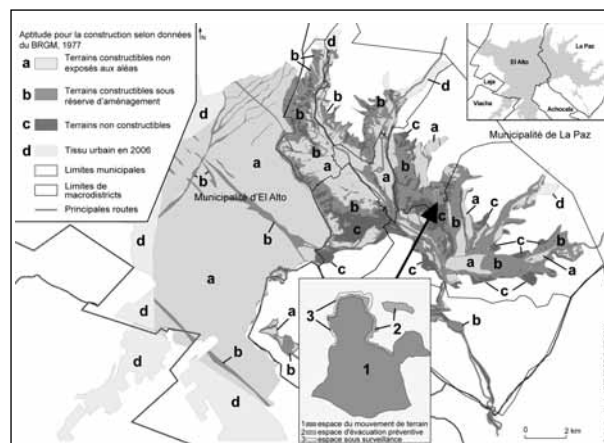 Aptitude pour la construction selon données
du BRGM, 1977
a Terrains constructibles non
exposés aux aléas
b Terrains constructibles sous
réserve d'aménagement
c Terrains non constructibles
d Tissu urbain en 2006
Limites municipales
Limites de
macrodistricts
Principales routes
N
La Paz
El Alto
Laja
Viacha
Achocalla
Municipalité de La Paz
Municipalité d'El Alto
b
d
d
b
b
d
c
a
d
b
b
a
a
b
a
b
c
b
a
c
d
b
b
c
c
b
c
a
b
a
c
c
b
a
d
a
b
b
d
d
b
d
3
2
1
1 espace du mouvement de terrain
2 espace d'évacuation préventive
3 espace sous surveillance
0 2 km